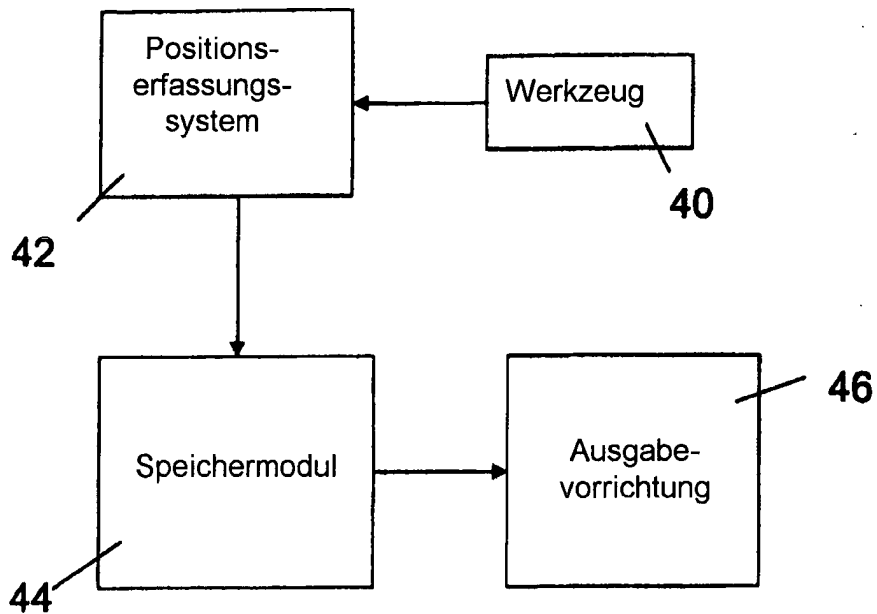 Positions-
erfassungs-
system
Werkzeug
40
42
Speichermodul
Ausgabe-
vorrichtung
46
44